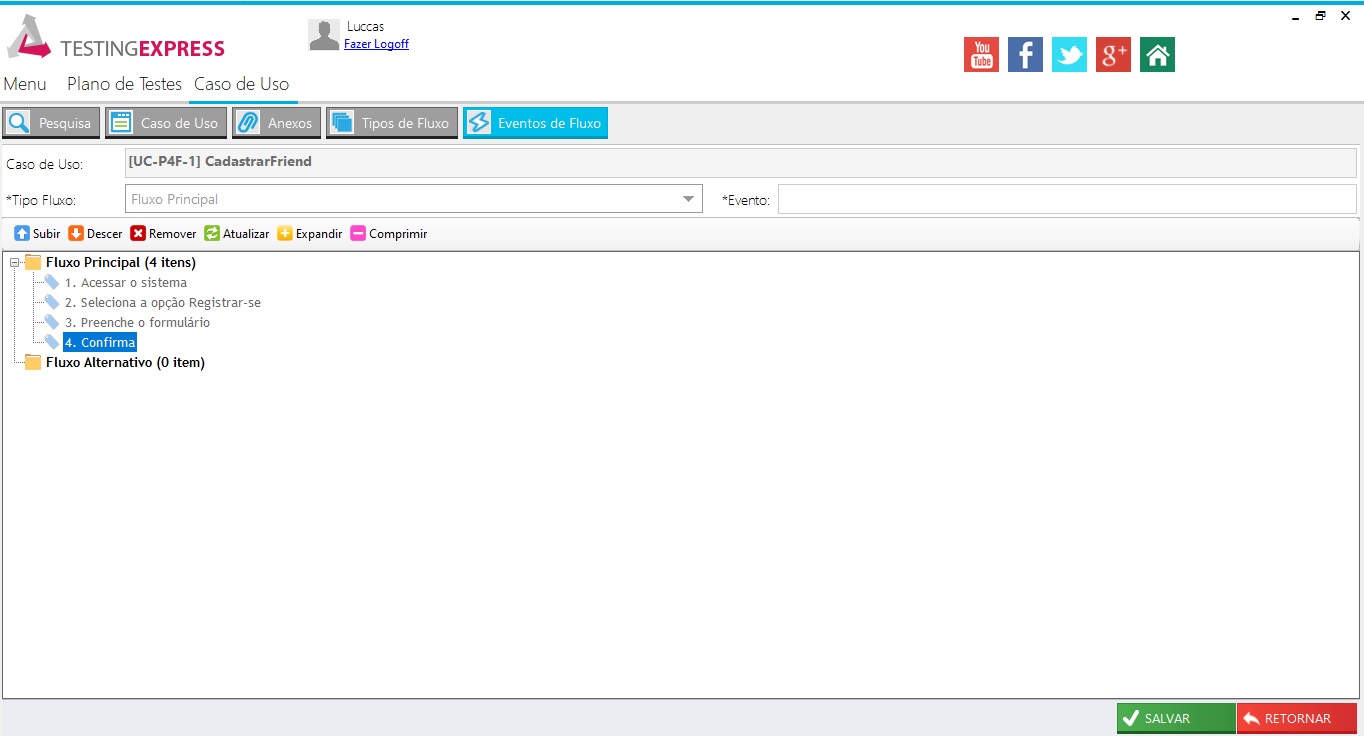 Luccas
Fazer Logoff
TESTINGEXPRESS
You Tube
f
g+
Menu Plano de Testes Caso de Uso
Pesquisa Caso de Uso Anexos Tipos de Fluxo Eventos de Fluxo
Caso de Uso: [UC-P4F-1] CadastrarFriend
*Tipo Fluxo: Fluxo Principal *Evento:
Subir Descer Remover Atualizar Expandir Comprimir
Fluxo Principal (4 itens)
1. Acessar o sistema
2. Seleciona a opção Registrar-se
3. Preenche o formulário
4. Confirma
Fluxo Alternativo (0 item)
SALVAR RETORNAR